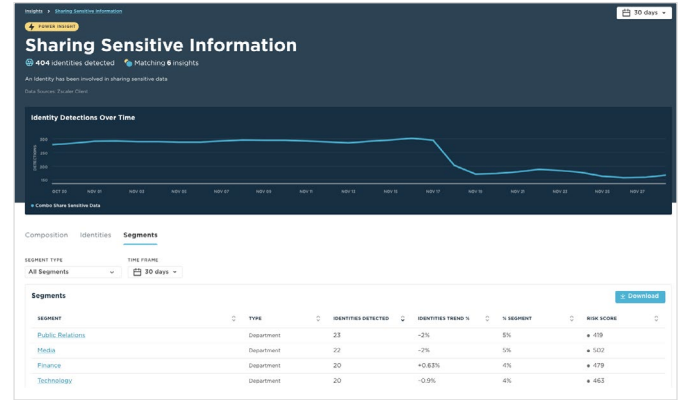 Insights > Sharing Sensitive Information
30 days
POWER INSIGHT
Sharing Sensitive Information
404 identities detected Matching 6 insights
An Identity has been involved in sharing sensitive data
Data Sources: Client
Identity Detections Over Time
DETECTIONS
OCT 30 NOV 01 NOV 03 NOV 05 NOV 07 NOV 09 NOV 11 NOV 13 NOV 15 NOV 17 NOV 19 NOV 21 NOV 23 NOV 25 NOV 27
Combo Share Sensitive Data
Composition Identities Segments
SEGMENT TYPE TIME FRAME
All Segments 30 days
Segments Download
SEGMENT TYPE IDENTITIES DETECTED IDENTITIES TREND % % SEGMENT RISK SCORE
Public Relations Department 23 -2% 5% 419
Media Department 22 -2% 5% 502
Finance Department 20 +0.63% 4% 479
Technology Department 20 -0.9% 4% 463